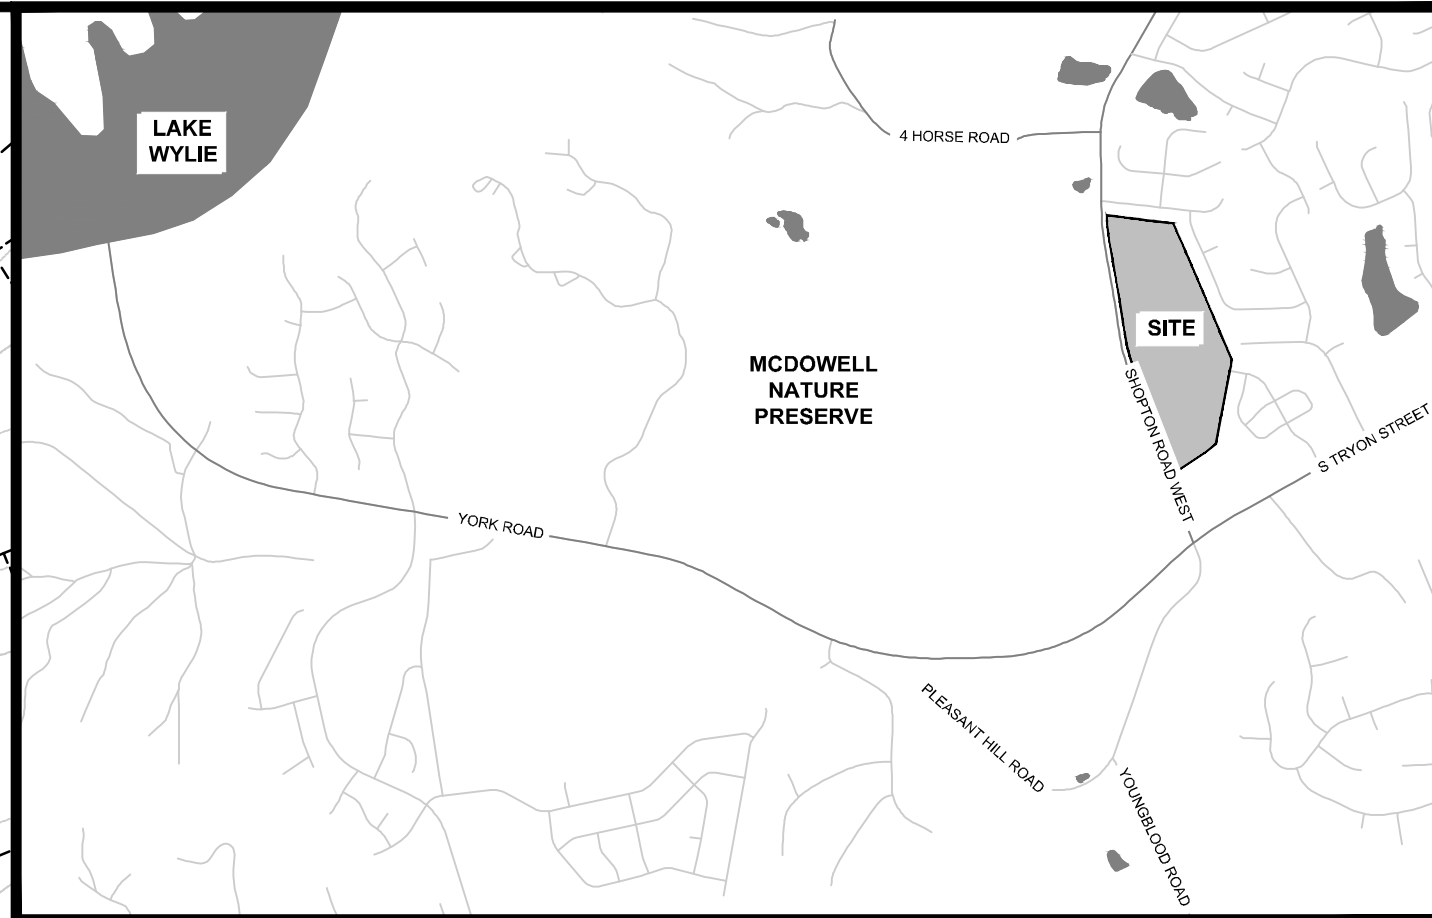 LAKE
WYLIE
4 HORSE ROAD
SITE
MCDOWELL
NATURE
PRESERVE
SHOPTON ROAD WEST
S TRYON STREET
YORK ROAD
PLEASANT HILL ROAD
YOUNGBLOOD ROAD